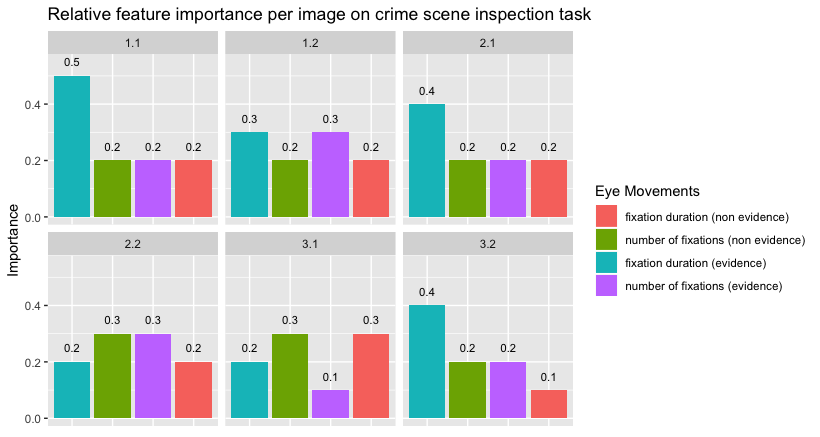 Relative feature importance per image on crime scene inspection task
1.1 1.2 2.1
0.5 0.2 0.2 0.2
0.3 0.2 0.3 0.2
0.4 0.2 0.2 0.2
0.4
0.2
0.0
Importance
2.2 3.1 3.2
0.2 0.3 0.3 0.2
0.2 0.3 0.1 0.3
0.4 0.2 0.2 0.1
0.4
0.2
0.0
Eye Movements
fixation duration (non evidence)
number of fixations (non evidence)
fixation duration (evidence)
number of fixations (evidence)